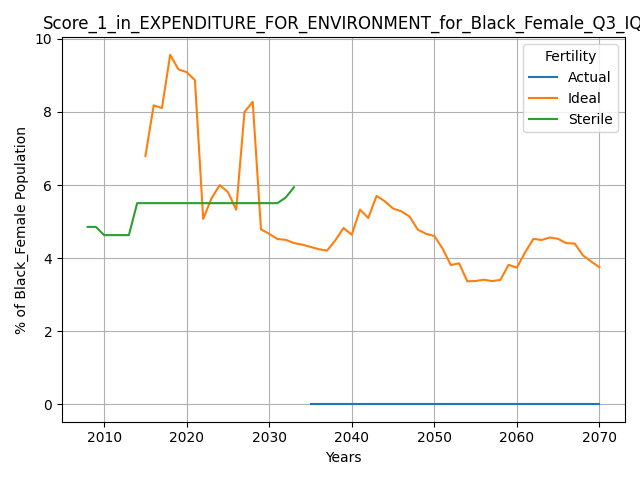 Score_1_in_EXPENDITURE_FOR_ENVIRONMENT_for_Black_Female_Q3_IQ
% of Black_Female Population
10
8
6
4
2
0
Fertility
Actual
Ideal
Sterile
2010 2020 2030 2040 2050 2060 2070
Years